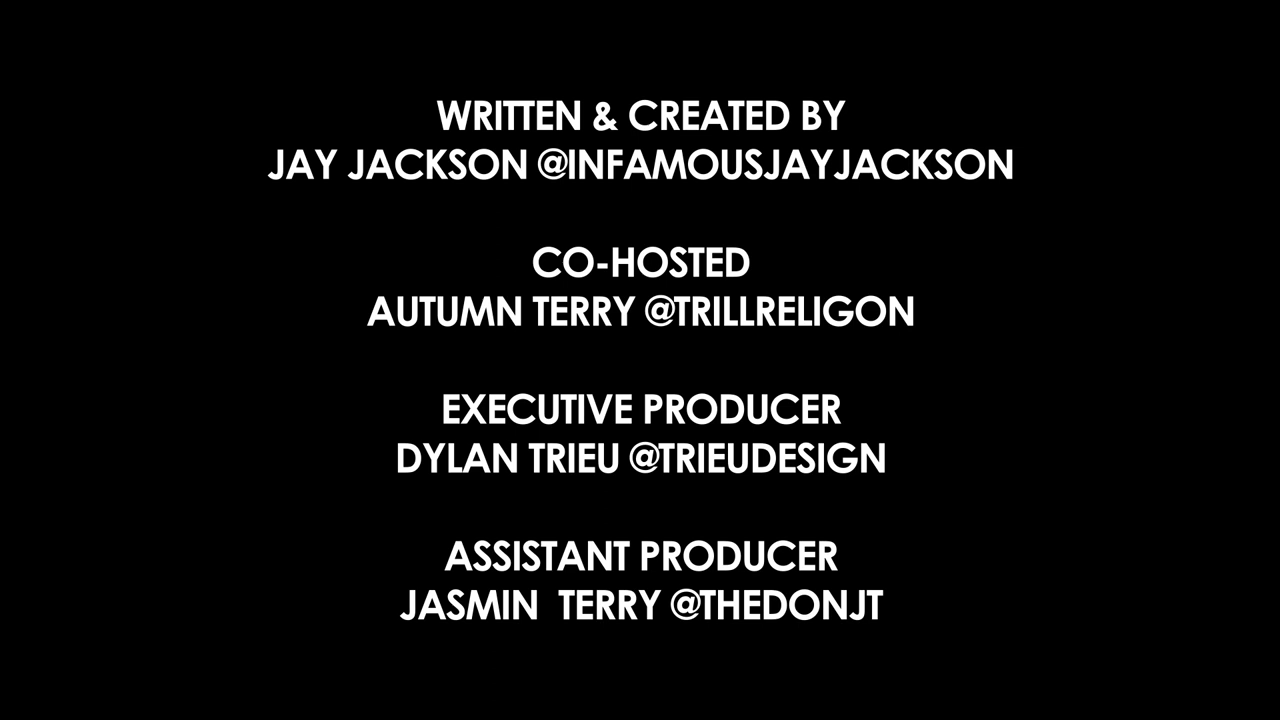 WRITTEN & CREATED BY
JAY JACKSON @INFAMOUSJAYJACKSON
CO-HOSTED
AUTUMN TERRY @TRILLRELIGON
EXECUTIVE PRODUCER
DYLAN TRIEU @TRIEUDESIGN
ASSISTANT PRODUCER
JASMIN  TERRY @THEDONJT